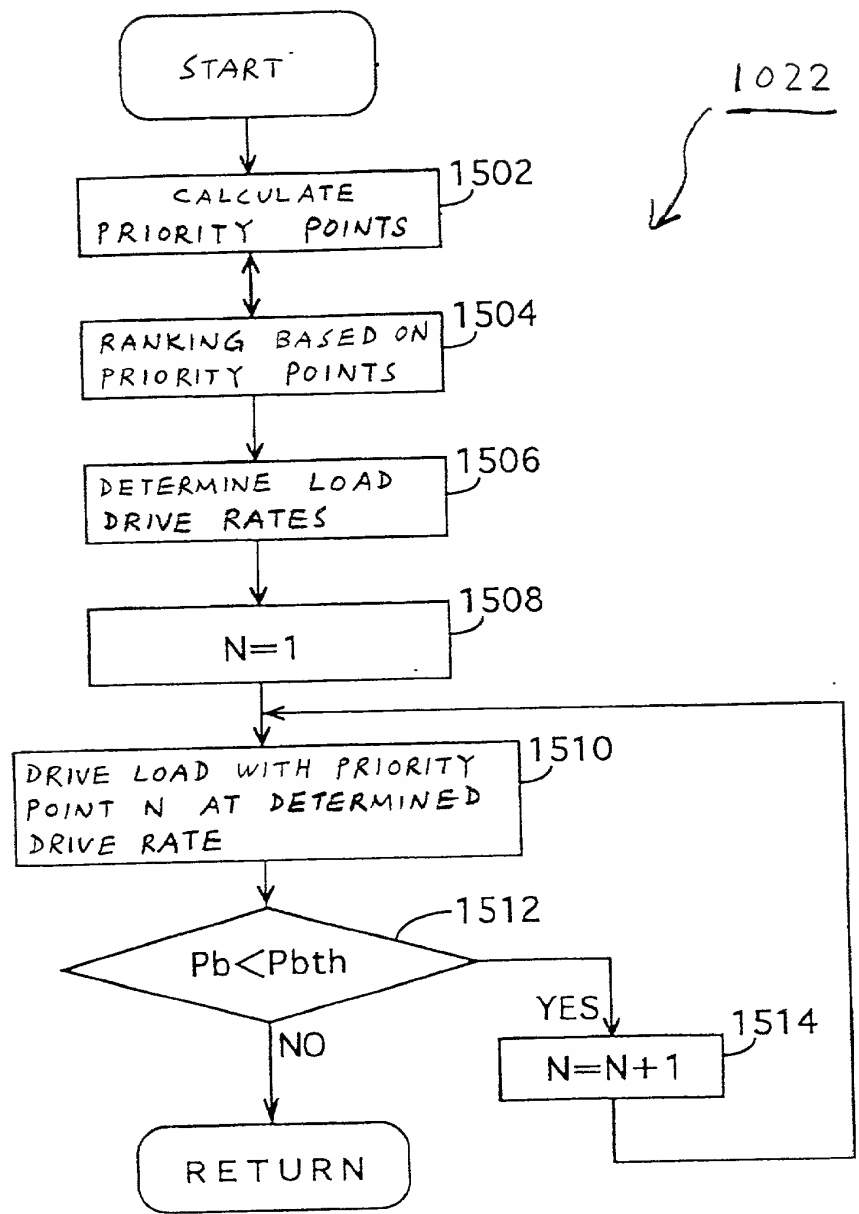 START
1022
1502
CALCULATE
PRIORITY POINTS
1504
RANKING BASED ON
PRIORITY POINTS
1506
DETERMINE LOAD
DRIVE RATES
1508
N=1
1510
DRIVE LOAD WITH PRIORITY
POINT N AT DETERMINED
DRIVE RATE
1512
Pb<Pbth
YES
1514
NO
N=N+1
RETURN